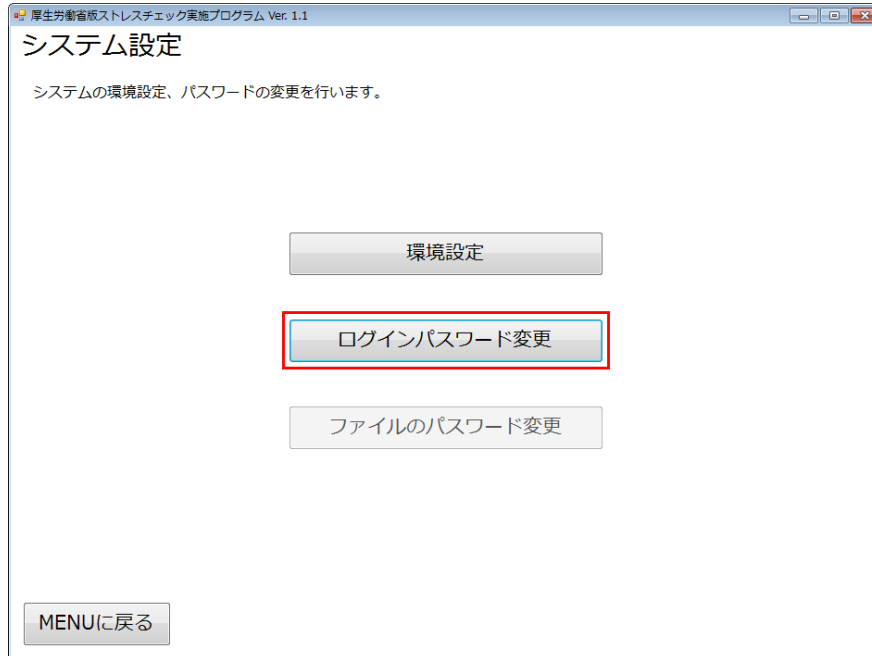 厚生労働省版ストレスチェック実施プログラム Ver. 1.1
システム設定
システムの環境設定、パスワードの変更を行います。
環境設定
ログインパスワード変更
ファイルのパスワード変更
MENUに戻る